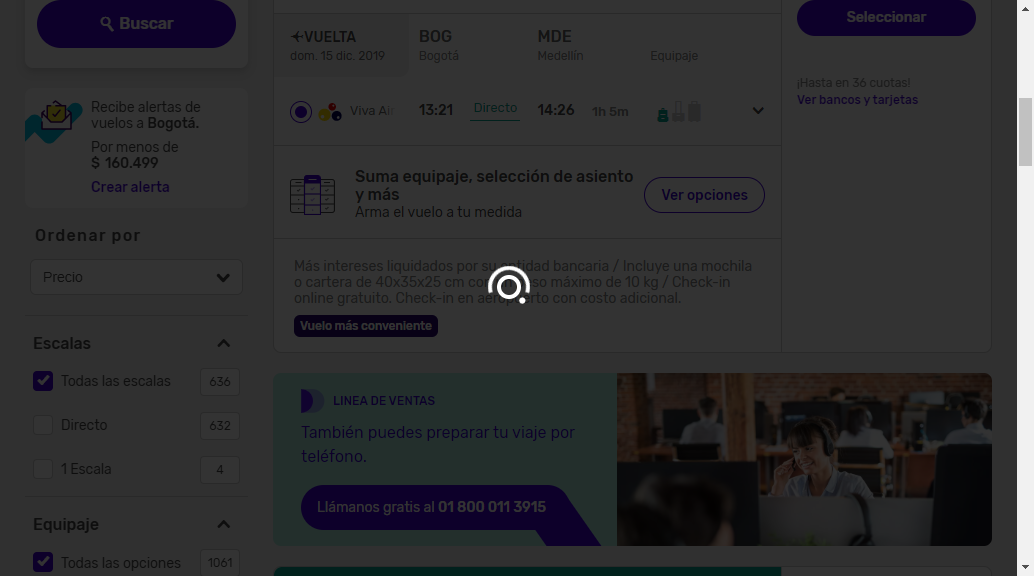 Buscar
Recibe alertas de
vuelos a Bogotá.
Por menos de
$ 160.499
Crear alerta
Ordenar por
Precio
Escalas
Todas las escalas 636
Directo 632
1 Escala 4
Equipaje
Todas las opciones 1061
VUELTA BOG MDE
dom. 15 dic. 2019 Bogotá Medellín Equipaje
Viva 13:21 Directo 14:26 1h 5m
Suma equipaje, selección de asiento
y más
Arma el vuelo a tu medida
Ver opciones
Más intereses liquidados por su entidad bancaria / Incluye una mochila
o cartera de 40x35x25 cm con máximo de 10 kg / Check-in
online gratuito. Check-in en aeropuerto con costo adicional.
Vuelo más conveniente
Seleccionar
¡Hasta en 36 cuotas!
Ver bancos y tarjetas
LINEA DE VENTAS
También puedes preparar tu viaje por
teléfono.
Llámanos gratis al 01 800 011 3915